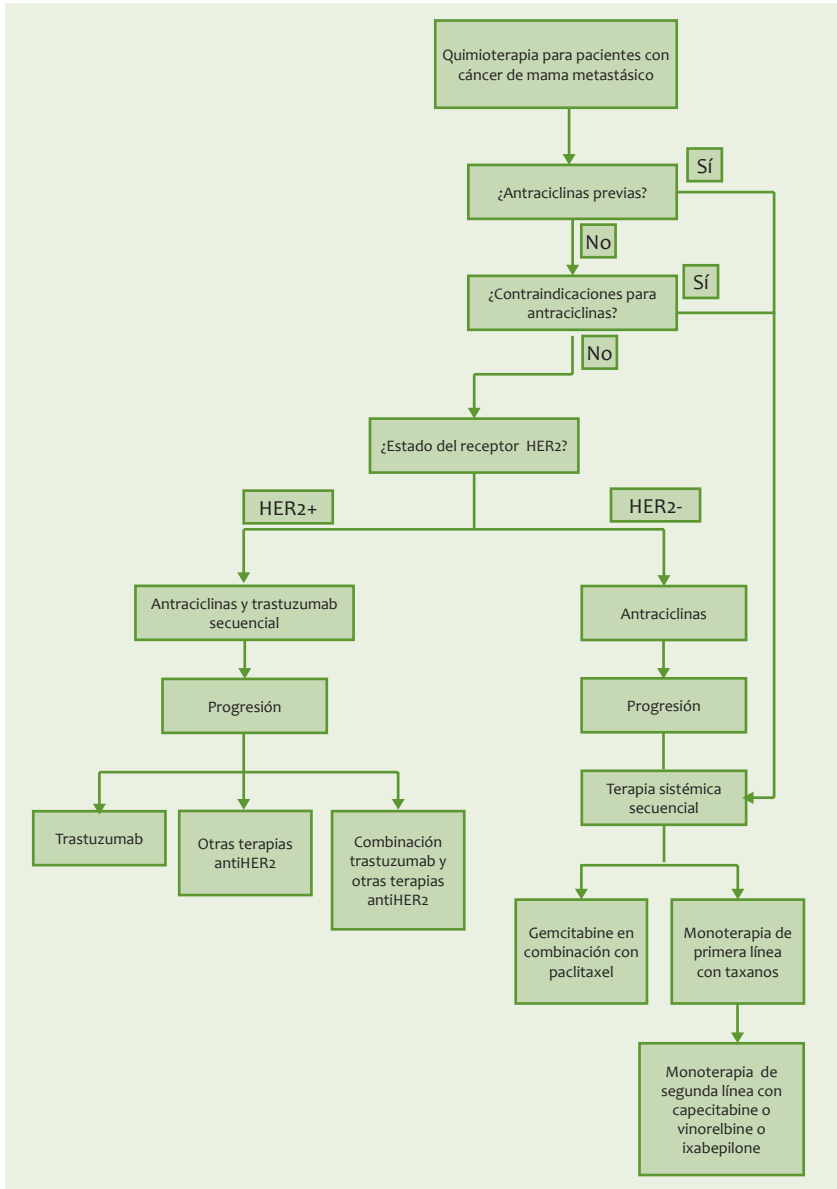 Quimioterapia para pacientes con
cáncer de mama metastásico
Sí
¿Antraciclinas previas?
No
Sí
¿Contraindicaciones para
antraciclinas?
No
¿Estado del receptor HER2?
HER2+
HER2-
Antraciclinas y trastuzumab
secuencial
Antraciclinas
Progresión
Progresión
Terapia sistémica
secuencial
Trastuzumab
Otras terapias
antiHER2
Combinación
trastuzumab y
otras terapias
antiHER2
Gemcitabine en
combinación con
paclitaxel
Monoterapia de
primera línea
con taxanos
Monoterapia de
segunda línea con
capecitabine o
vinorelbine o
ixabepilone